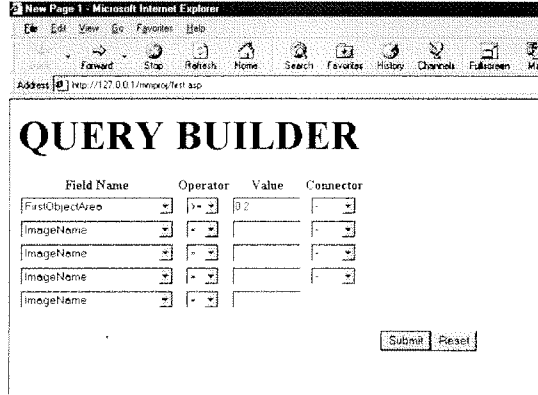 New Page 1 - Microsoft Internet Explorer
File Edit View Go Favorites Help
Forward Stop Refresh Home Search Favorites History Channels Fullscreen
Address http://127.0.0.1/mmproj/first.asp
QUERY BUILDER
Field Name Operator Value Connector
FirstObjectArea >= 0.2 -
ImageName = -
ImageName = -
ImageName = -
ImageName =
Submit Reset